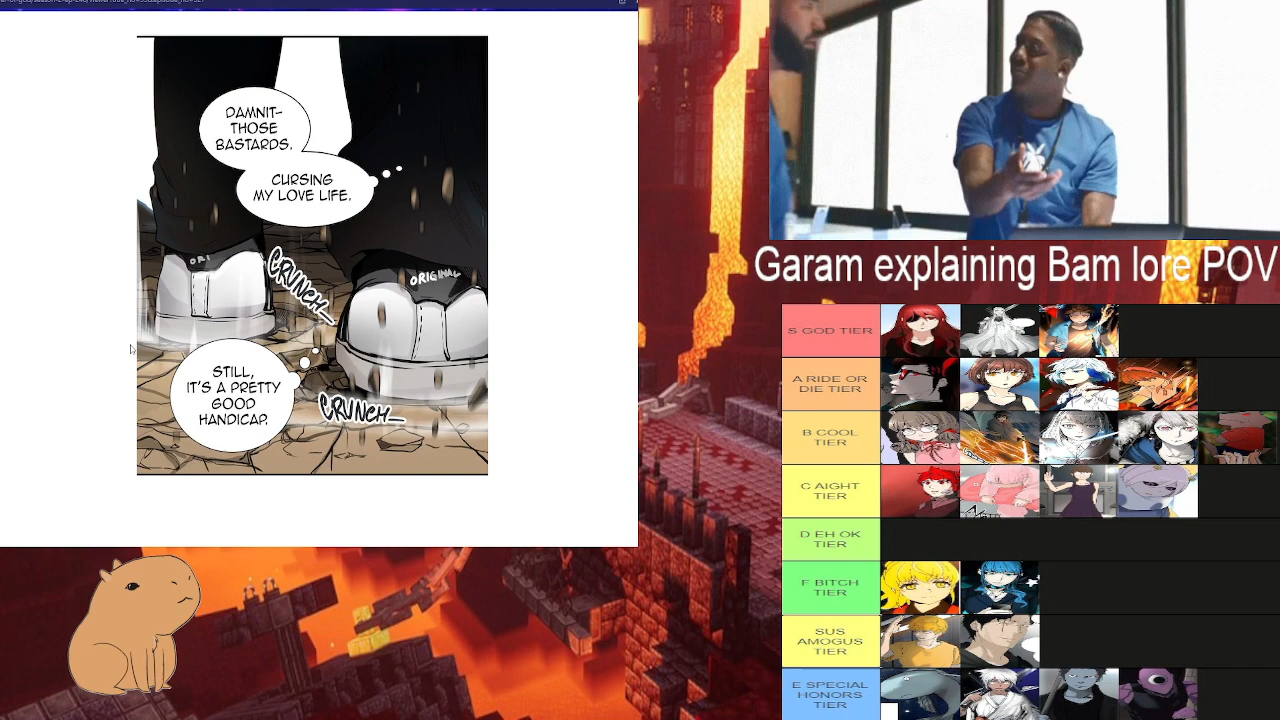 DAMNIT-
THOSE
BASTARDS.
CURSING
MY LOVE LIFE.
ORI
ORIGINAL
CRUNCH—
STILL,
IT'S A PRETTY
GOOD
HANDICAP.
CRUNCH—
Garam explaining Bam lore POV
S GOD TIER
A RIDE OR
DIE TIER
B COOL
TIER
C AIGHT
TIER
D EH OK
TIER
F BITCH
TIER
SUS
AMOGUS
TIER
E SPECIAL
HONORS
TIER